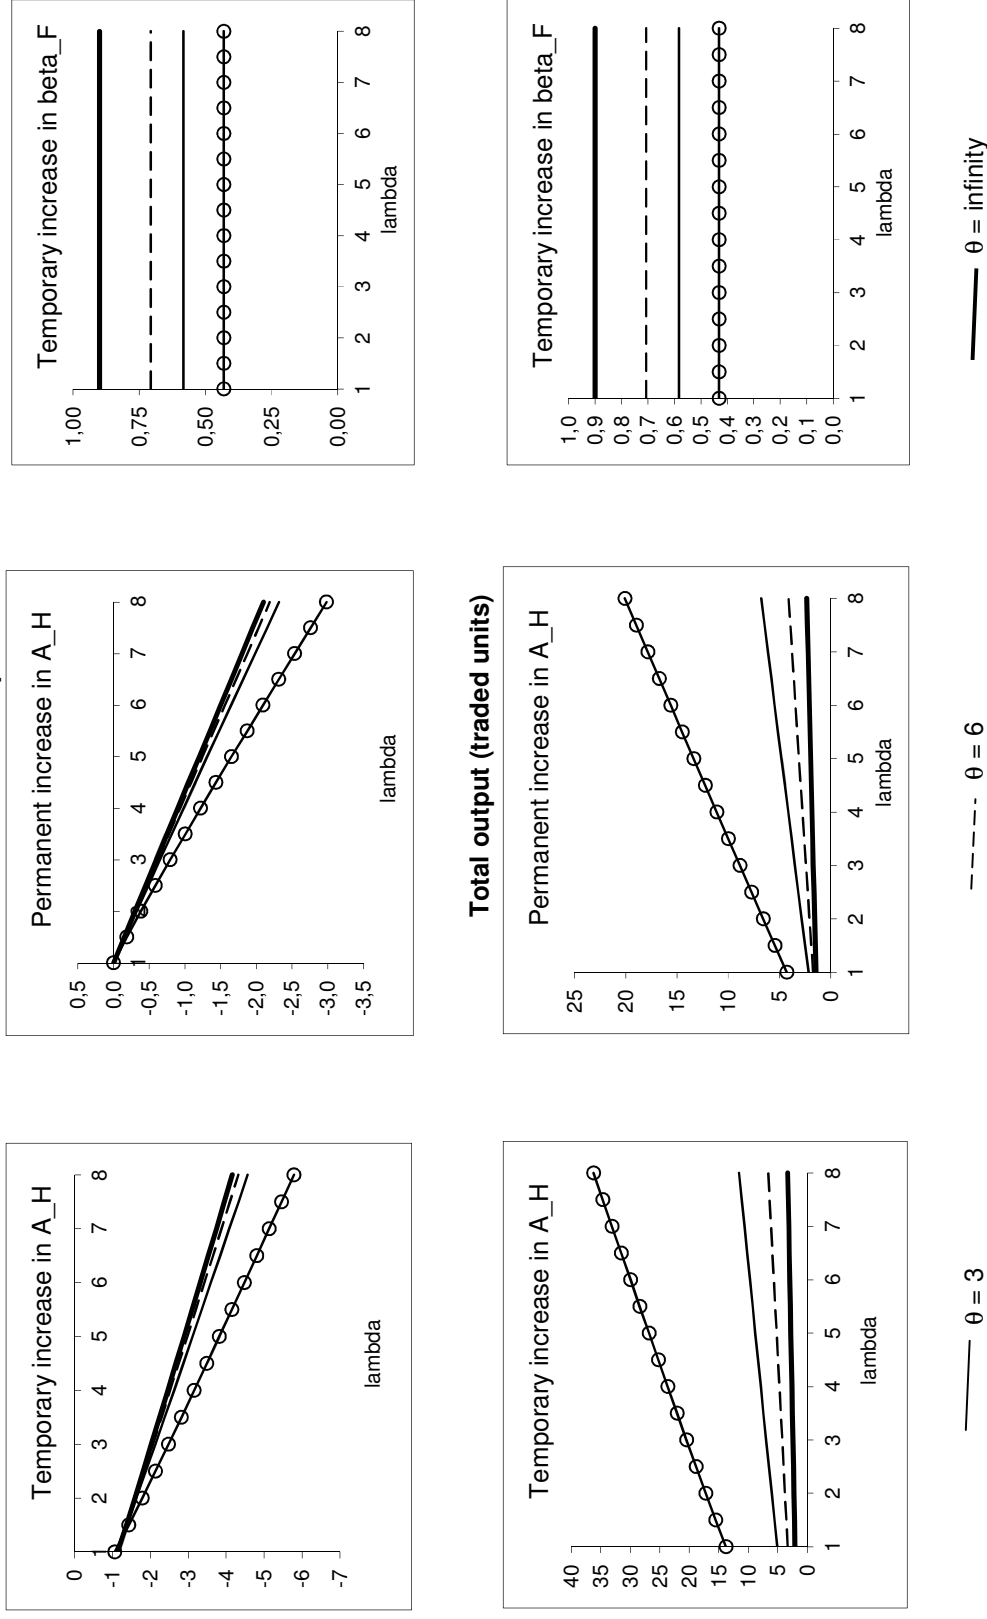 Temporary increase in A_H
0
-1
-2
-3
-4
-5
-6
-7
1 2 3 4 5 6 7 8
lambda
Permanent increase in A_H
0,5
0,0
-0,5
-1,0
-1,5
-2,0
-2,5
-3,0
-3,5
1 2 3 4 5 6 7 8
lambda
Temporary increase in beta_F
1,00
0,75
0,50
0,25
0,00
1 2 3 4 5 6 7 8
lambda
Total output (traded units)
Temporary increase in A_H
40
35
30
25
20
15
10
5
0
1 2 3 4 5 6 7 8
lambda
Permanent increase in A_H
25
20
15
10
5
0
1 2 3 4 5 6 7 8
lambda
Temporary increase in beta_F
1,0
0,9
0,8
0,7
0,6
0,5
0,4
0,3
0,2
0,1
0,0
1 2 3 4 5 6 7 8
lambda
θ = 3
θ = 6
θ = infinity